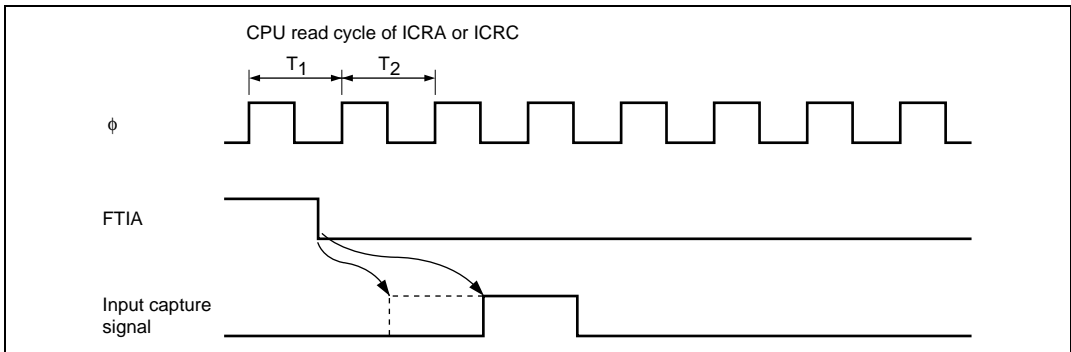 CPU read cycle of ICRA or ICRC
T1 T2
ϕ
FTIA
Input capture
signal